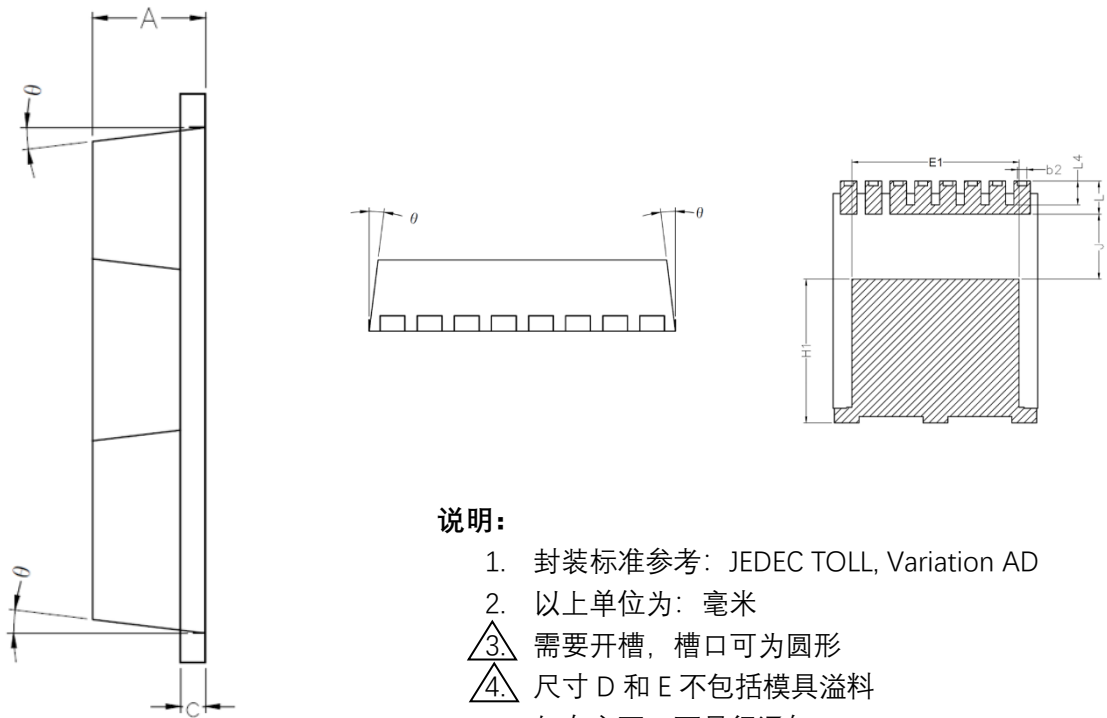 A
θ
θ
C
θ
θ
E1
b2
L4
L
J
H1
说明:
1. 封装标准参考: JEDEC TOLL, Variation AD
2. 以上单位为: 毫米
3. 需要开槽, 槽口可为圆形
4. 尺寸 D 和 E 不包括模具溢料